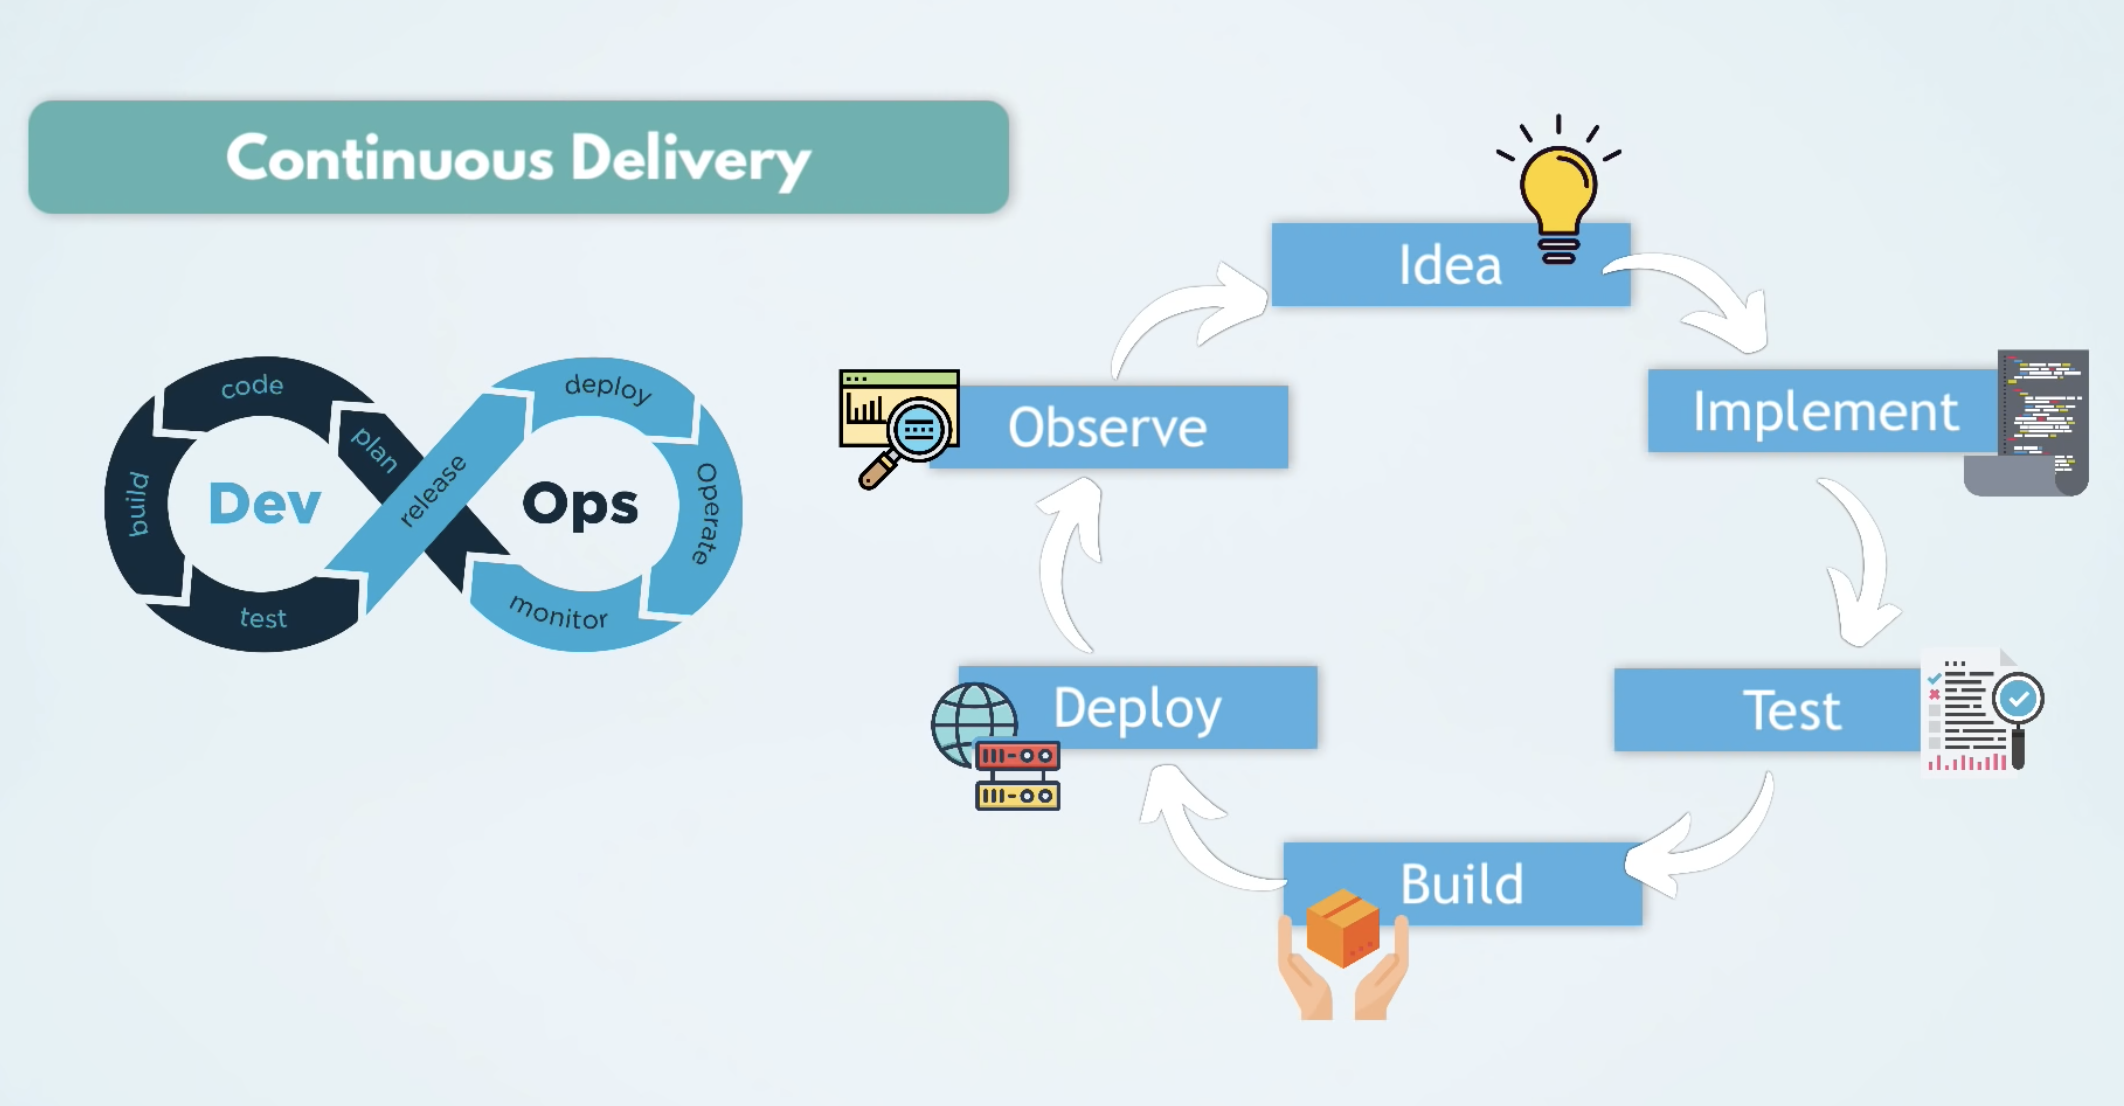 Continuous Delivery
code
plan
build
Dev
test
release
deploy
Ops
Operate
monitor
Idea
Implement
Test
Build
Deploy
Observe